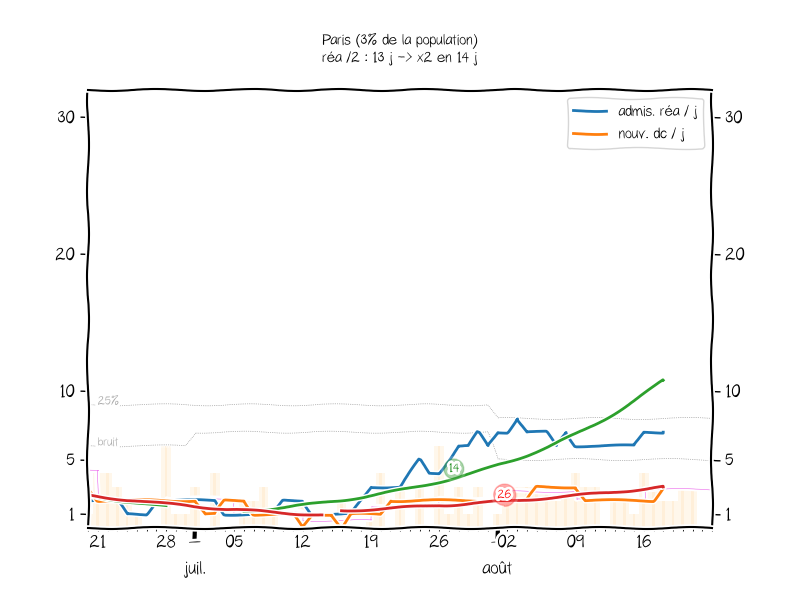 Paris (3% de la population)
réa /2 : 13 j -> x2 en 14 j
admis. réa / j
nouv. dc / j
30
30
20
20
10
10
25%
bruit
5
5
14
26
1
1
21 28 05 12 19 26 02 09 16
juil. août